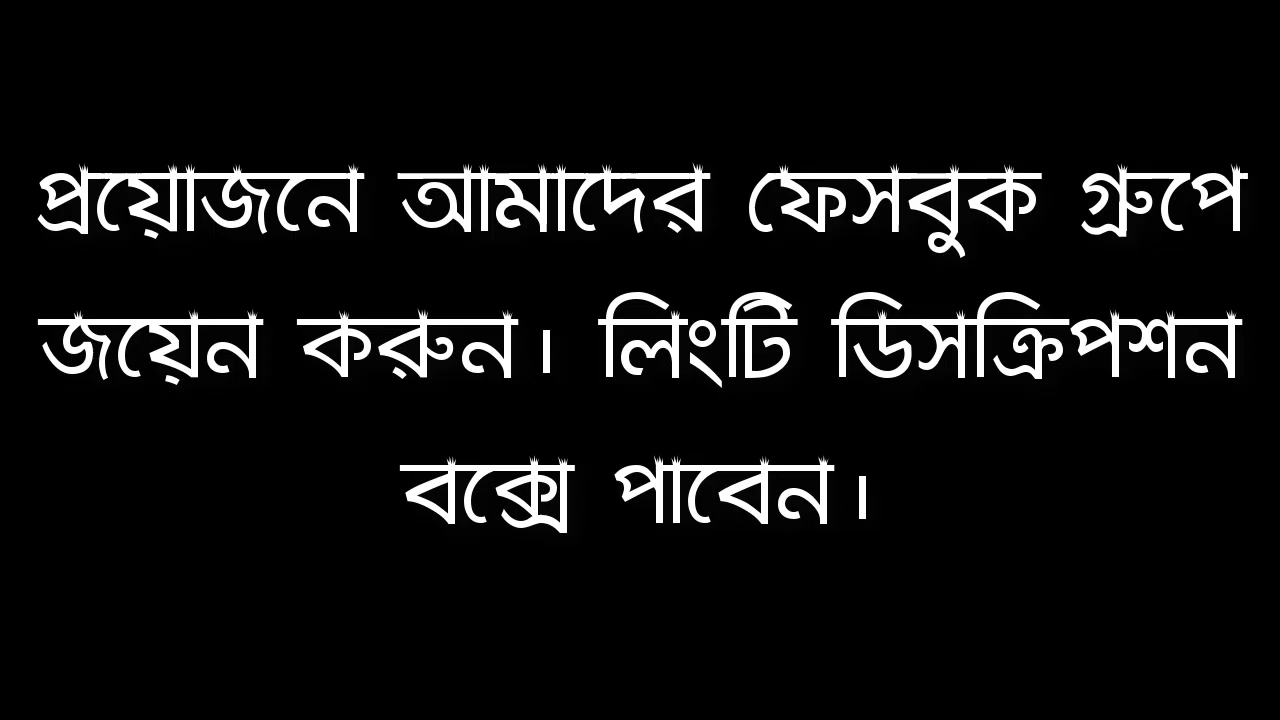 প্রয়োজনে আমাদের ফেসবুক গ্রুপে
জয়েন করুন। লিংটি ডিসক্রিপশন
বক্সে পাবেন।